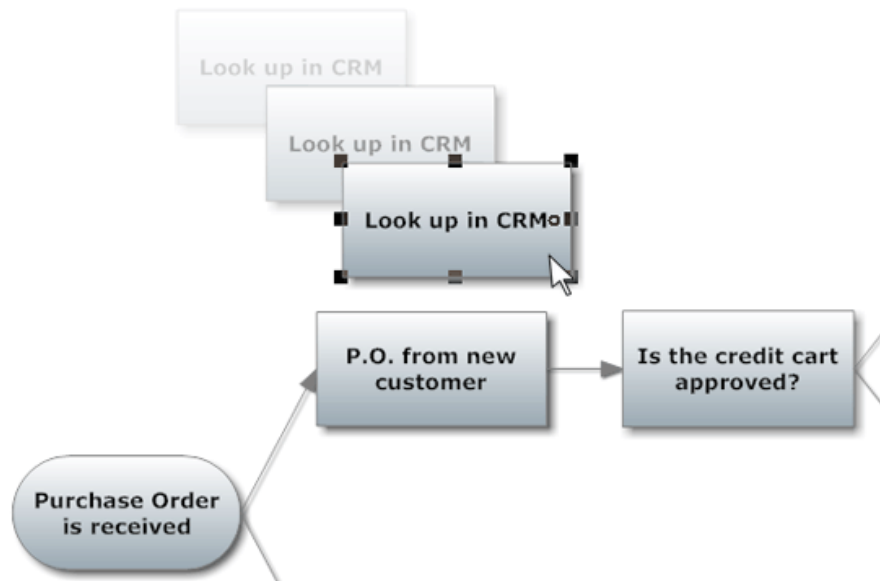 Look up in CRM
Look up in CRM
Look up in CRM
P.O. from new
customer
Is the credit cart
approved?
Purchase Order
is received